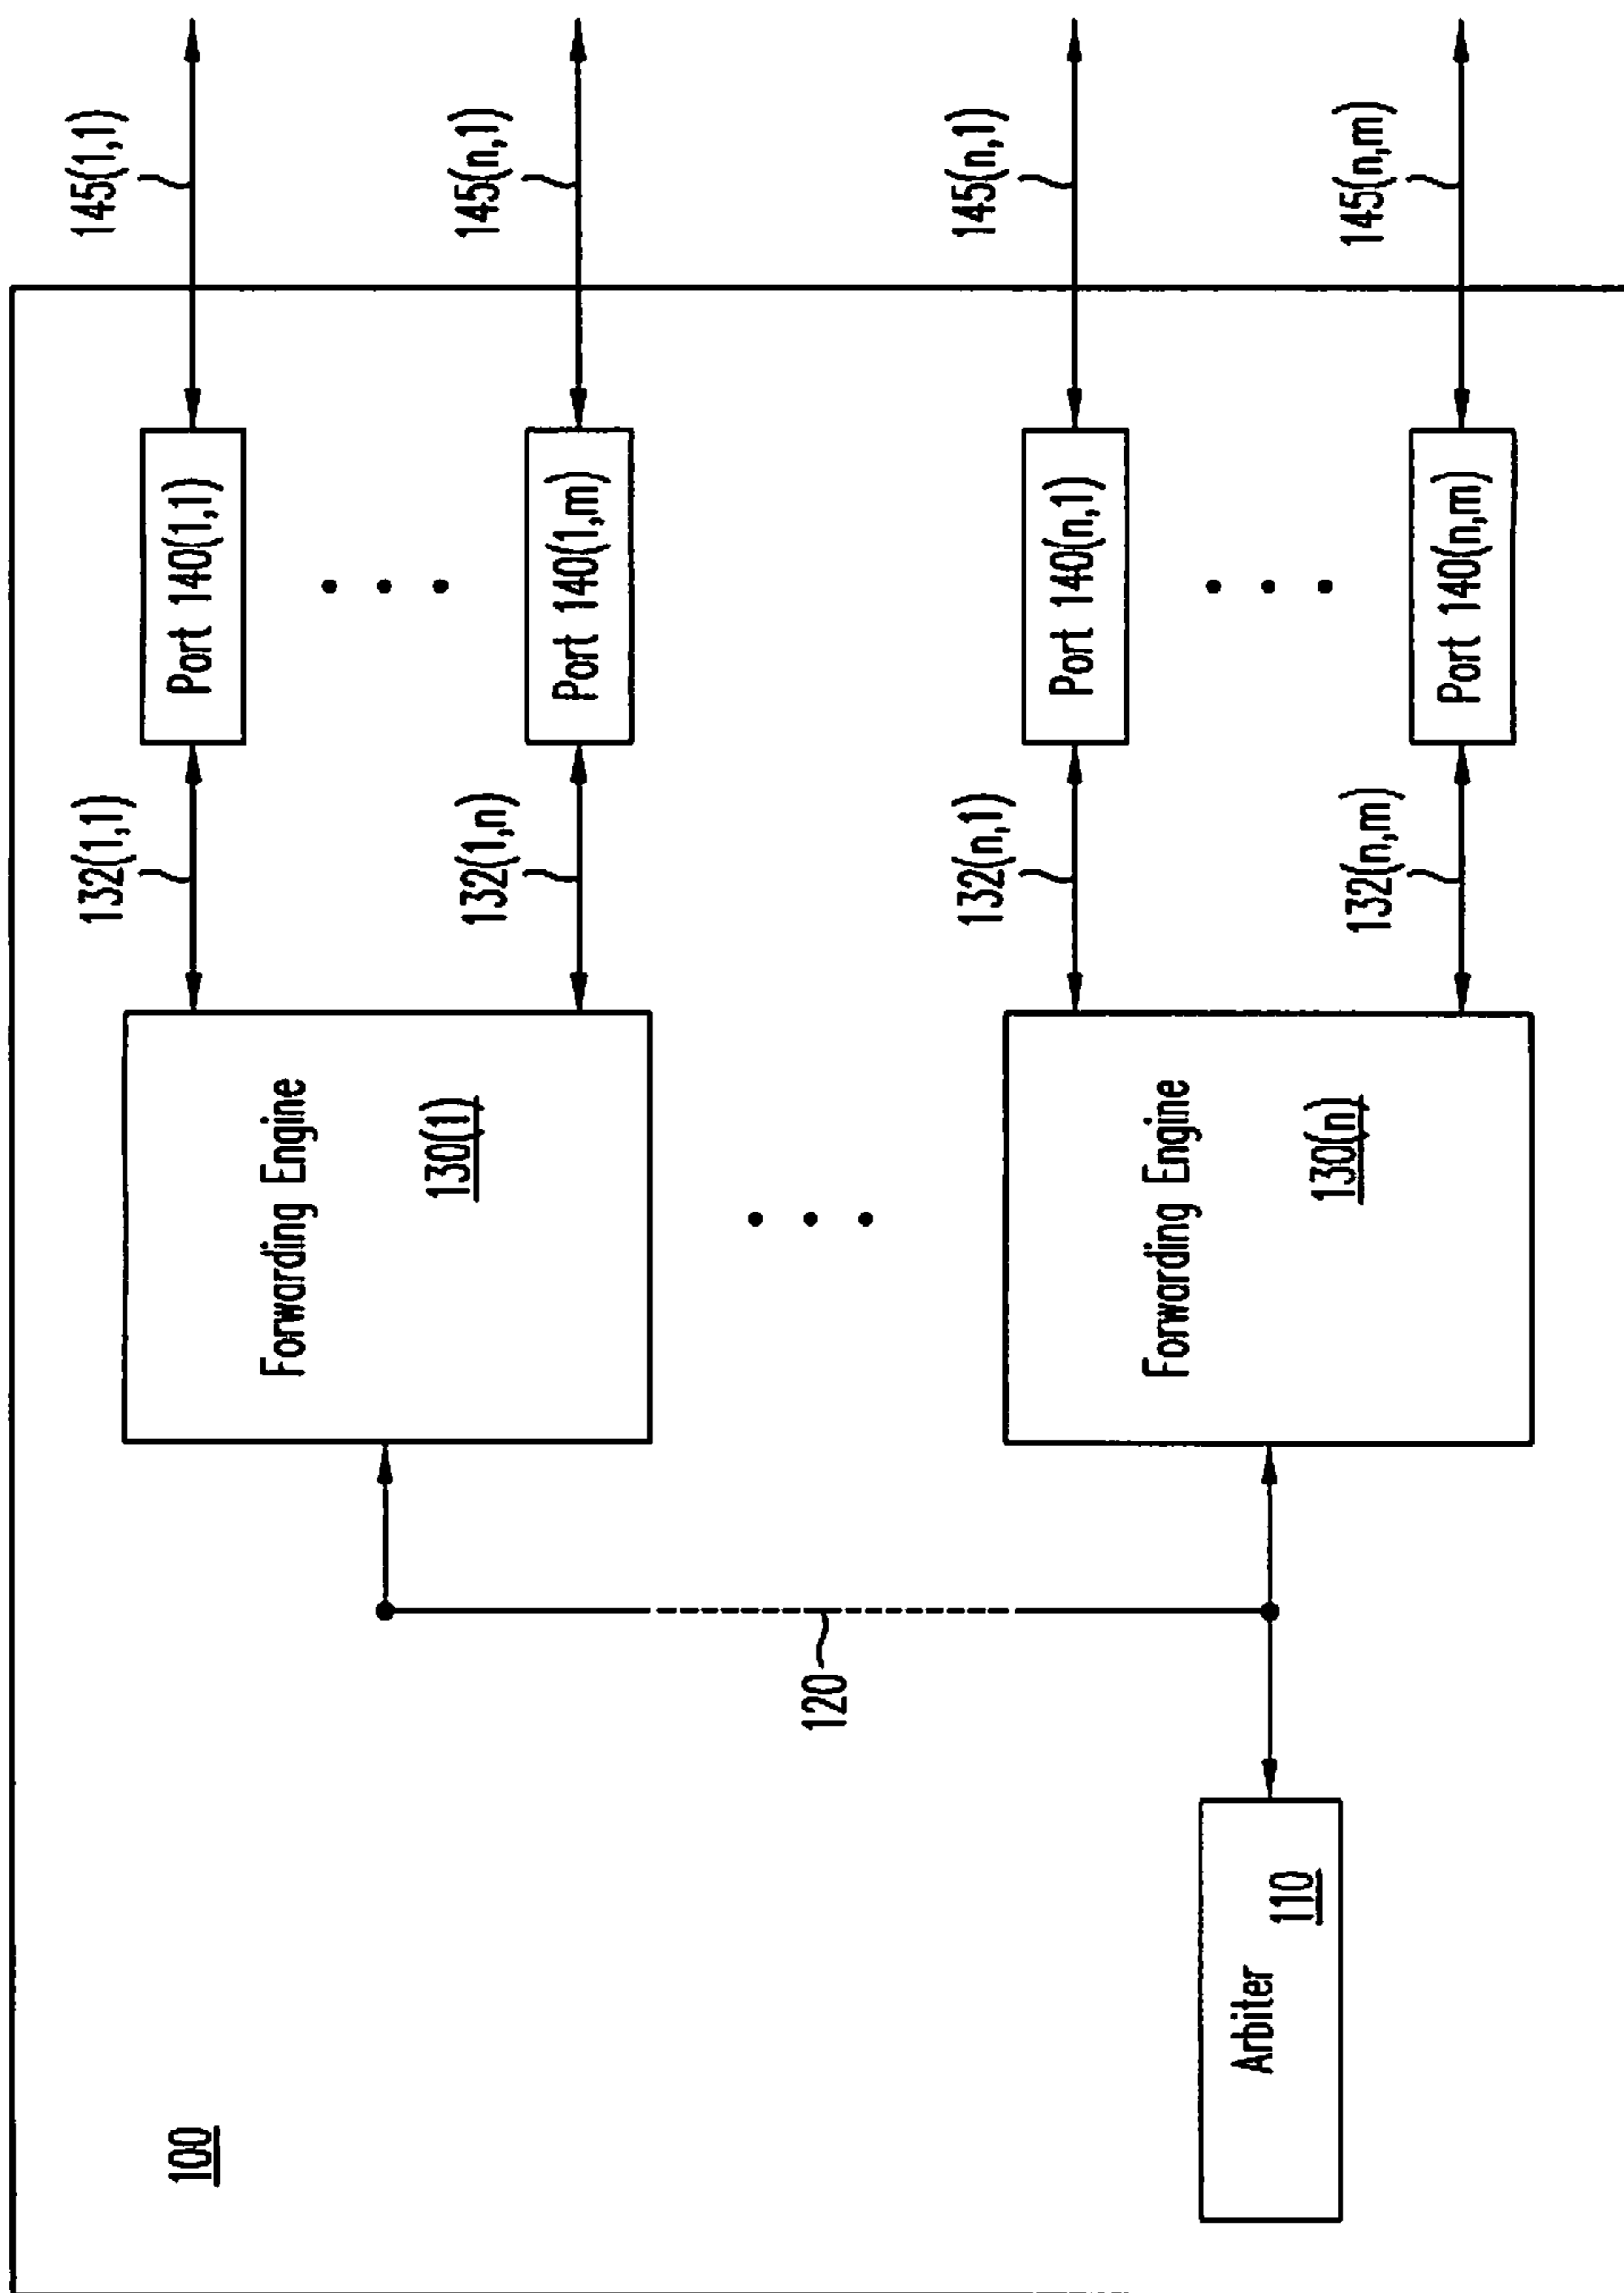 100
Arbiter
110
120
Forwarding Engine
130(1)
Forwarding Engine
130(n)
132(1,1)
132(1,n)
132(n,1)
132(n,m)
Port 140(1,1)
Port 140(1,m)
Port 140(n,1)
Port 140(n,m)
145(1,1)
145(n,1)
145(n,1)
145(n,m)